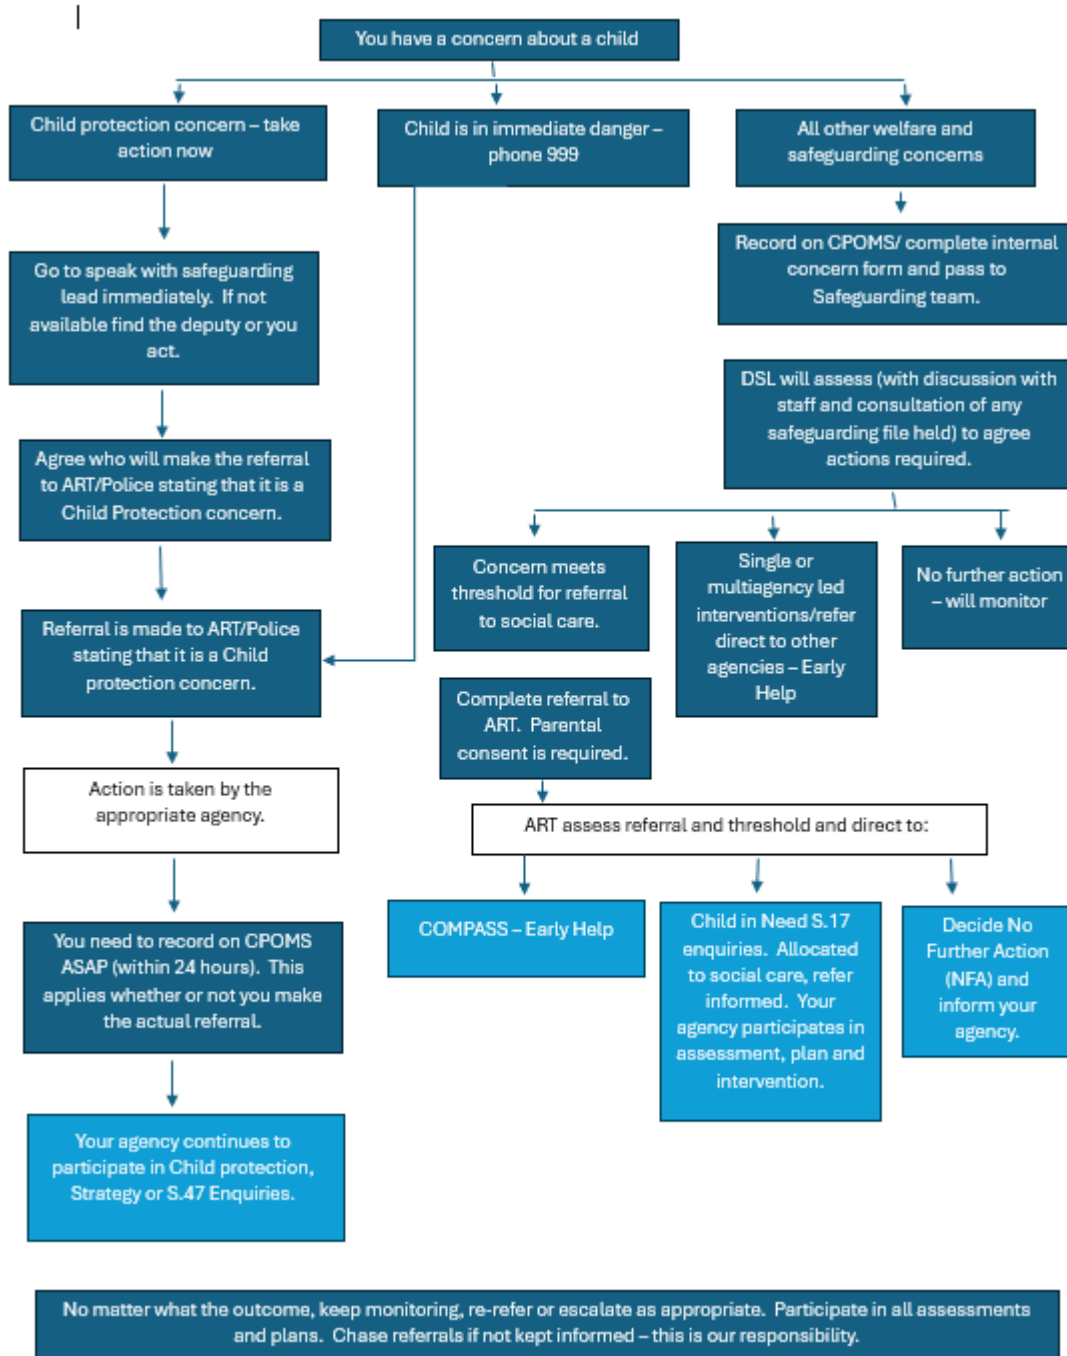 You have a concern about a child
Child protection concern – take
action now
Child is in immediate danger –
phone 999
All other welfare and
safeguarding concerns
Go to speak with safeguarding
lead immediately. If not
available find the deputy or you
act.
Record on CPOMS/ complete internal
concern form and pass to
Safeguarding team.
DSL will assess (with discussion with
staff and consultation of any
safeguarding file held) to agree
actions required.
Agree who will make the referral
to ART/Police stating that it is a
Child Protection concern.
Concern meets
threshold for referral
to social care.
Single or
multiagency led
interventions/refer
direct to other
agencies – Early
Help
No further action
– will monitor
Referral is made to ART/Police
stating that it is a Child
protection concern.
Complete referral to
ART. Parental
consent is required.
Action is taken by the
appropriate agency.
ART assess referral and threshold and direct to:
You need to record on CPOMS
ASAP (within 24 hours). This
applies whether or not you make
the actual referral.
COMPASS – Early Help
Child in Need S.17
enquiries. Allocated
to social care, refer
informed. Your
agency participates in
assessment, plan and
intervention.
Decide No
Further Action
(NFA) and
inform your
agency.
Your agency continues to
participate in Child protection,
Strategy or S.47 Enquiries.
No matter what the outcome, keep monitoring, re-refer or escalate as appropriate. Participate in all assessments
and plans. Chase referrals if not kept informed – this is our responsibility.